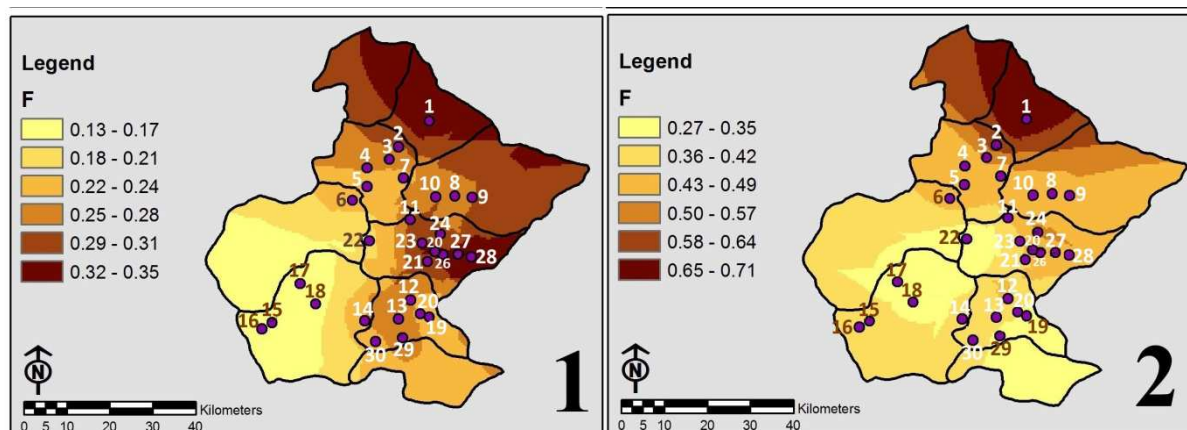 Legend
F
0.13 - 0.17
0.18 - 0.21
0.22 - 0.24
0.25 - 0.28
0.29 - 0.31
0.32 - 0.35
1
2
3
4
7
5
10
8
9
6
11
24
22
23
20
27
28
21
26
17
18
12
15
14
13
20
16
19
30
29
N
0 5 10 20 30 40
Kilometers
1
Legend
F
0.27 - 0.35
0.36 - 0.42
0.43 - 0.49
0.50 - 0.57
0.58 - 0.64
0.65 - 0.71
1
2
3
4
7
5
10
8
9
6
11
24
22
23
20
27
28
21
26
17
18
12
15
14
13
20
16
19
30
29
N
0 5 10 20 30 40
Kilometers
2